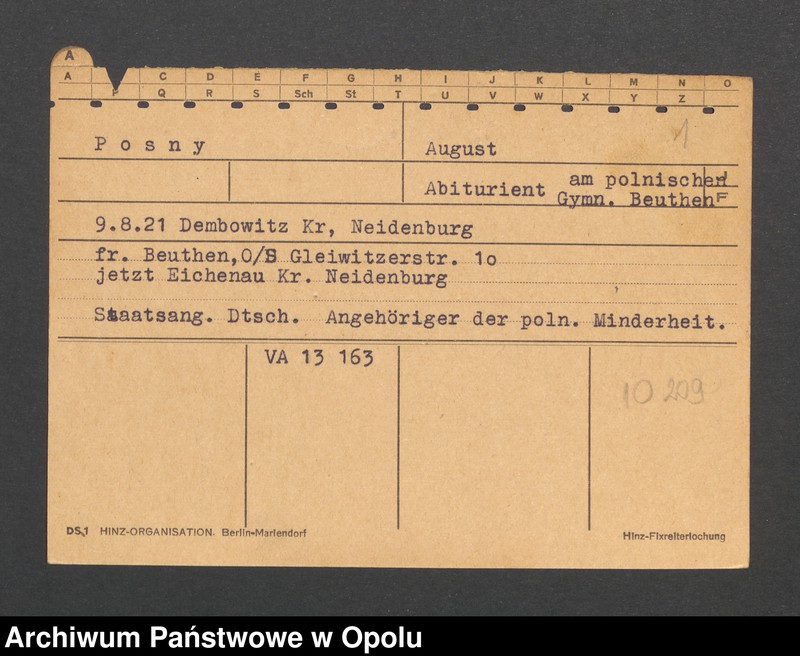 A
A C D E F G H I J K L M N O
P Q R S Sch St T U V W X Y Z
1
Posny August
Abiturient am polnischen
Gymn. Beuthen F
9.8.21 Dembowitz Kr, Neidenburg
fr. Beuthen,O/S Gleiwitzerstr. 1o
jetzt Eichenau Kr. Neidenburg
Staatsang. Dtsch. Angehöriger der poln. Minderheit.
VA 13 163
10 209
DS,1 HINZ-ORGANISATION. Berlin-Mariendorf
Hinz-Fixreiterlochung
Archiwum Państwowe w Opolu